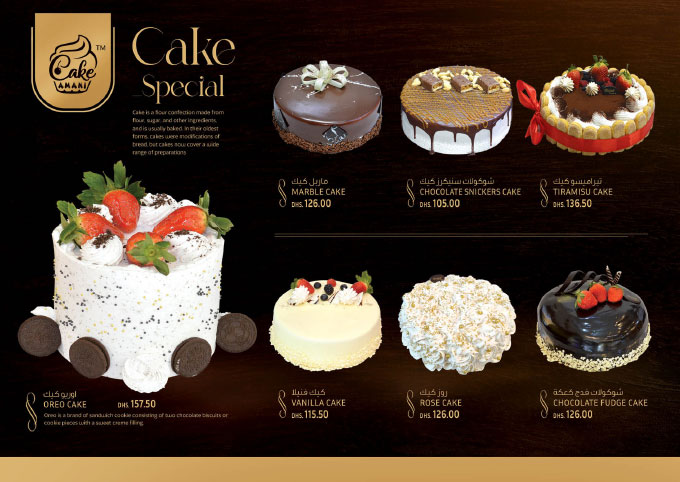 Cake
AMANI
TM
Cake
Special
Cake is a flour confection made from
flour, sugar, and other ingredients,
and is usually baked. In their oldest
forms, cakes were modifications of
bread, but cakes now cover a wide
range of preparations
ماربل كيك
MARBLE CAKE
DHS. 126.00
شوكولات سنيكرز كيك
CHOCOLATE SNICKERS CAKE
DHS. 105.00
تيراميسو كيك
TIRAMISU CAKE
DHS. 136.50
اوريو كيك
OREO CAKE DHS. 157.50
Oreo is a brand of sandwich cookie consisting of two chocolate biscuits or
cookie pieces with a sweet creme filling
كيك فنيلا
VANILLA CAKE
DHS. 115.50
روز كيك
ROSE CAKE
DHS. 126.00
شوكولات فدج كعكة
CHOCOLATE FUDGE CAKE
DHS. 126.00